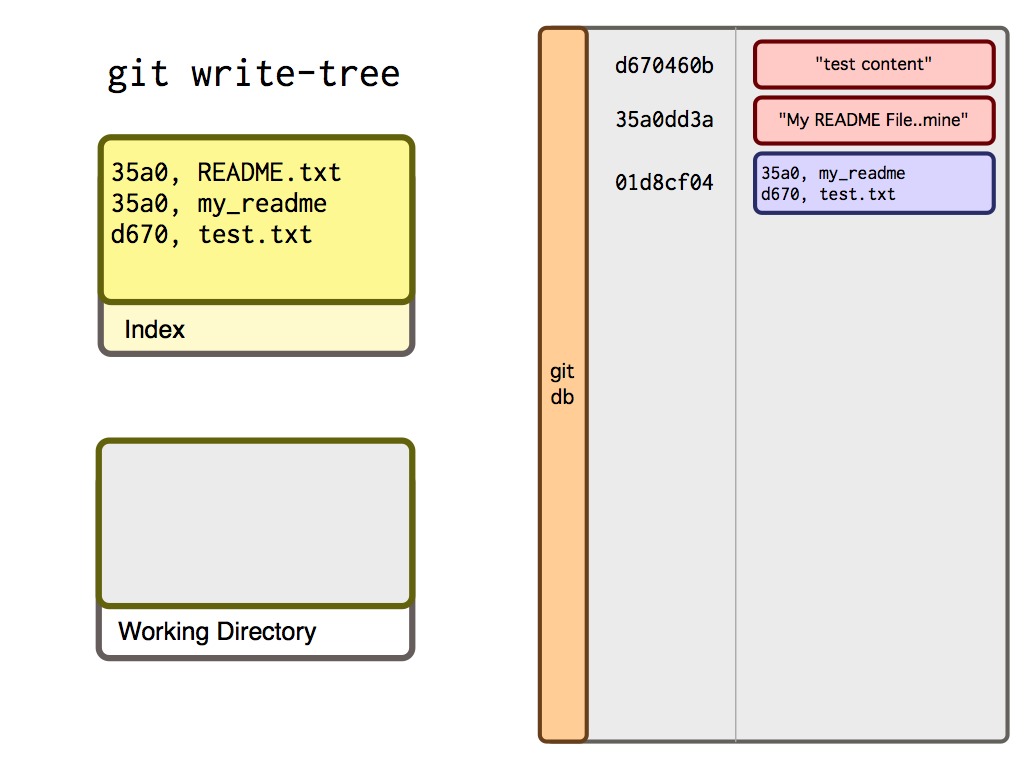 git write-tree
35a0, README.txt
35a0, my_readme
d670, test.txt
Index
Working Directory
git
db
d670460b
"test content"
35a0dd3a
"My README File..mine"
01d8cf04
35a0, my_readme
d670, test.txt